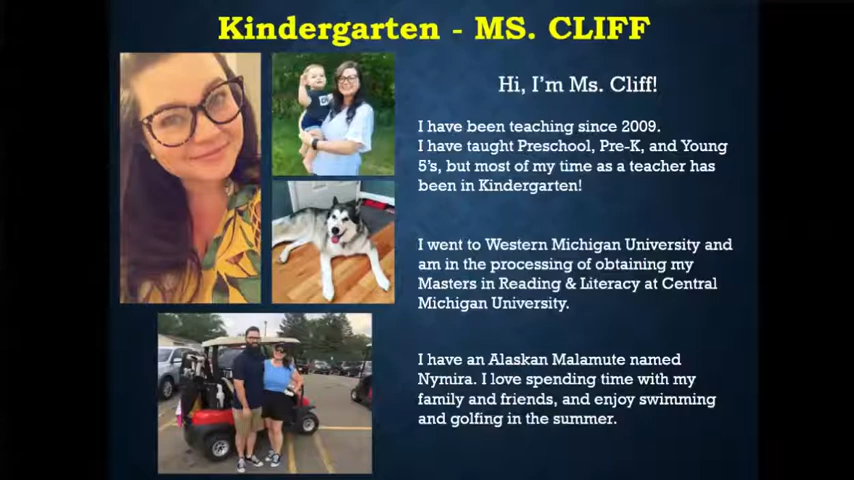 Kindergarten - MS. CLIFF
Hi, I'm Ms. Cliff!
I have been teaching since 2009.
I have taught Preschool, Pre-K, and Young
5's, but most of my time as a teacher has
been in Kindergarten!
I went to Western Michigan University and
am in the processing of obtaining my
Masters in Reading & Literacy at Central
Michigan University.
I have an Alaskan Malamute named
Nymira. I love spending time with my
family and friends, and enjoy swimming
and golfing in the summer.